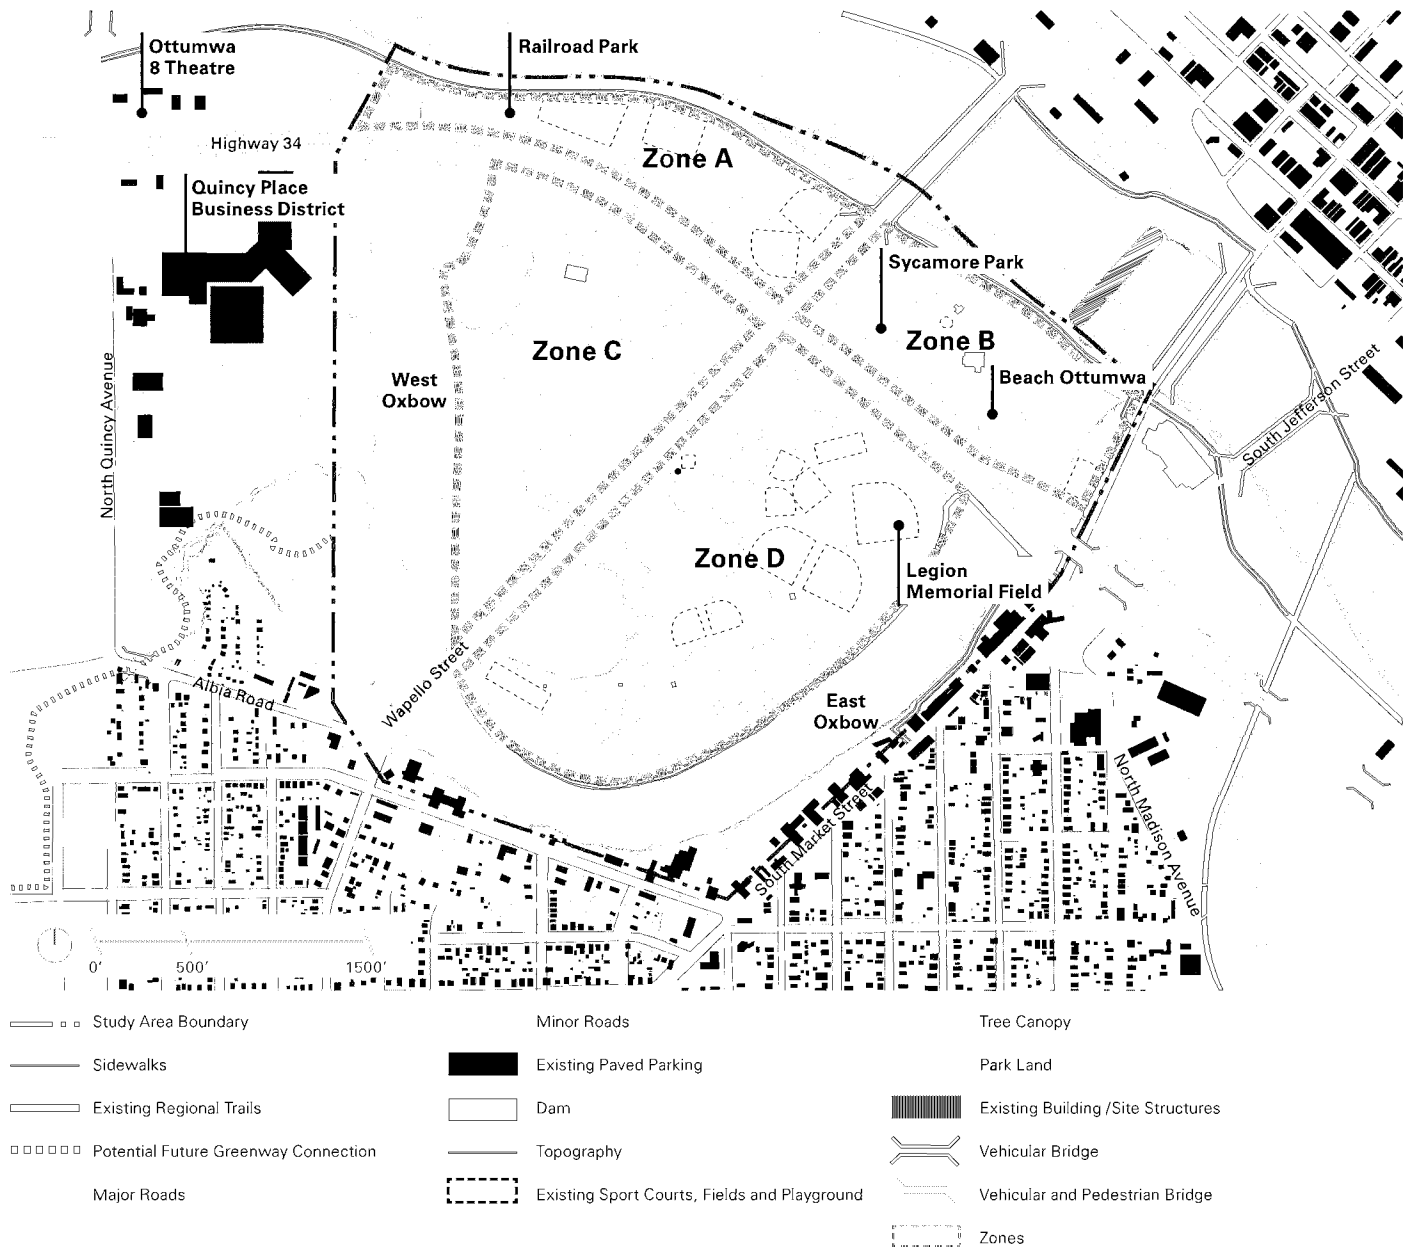 Ottumwa
8 Theatre
Railroad Park
Highway 34
Zone A
Quincy Place
Business District
Sycamore Park
Zone B
Zone C
West
Oxbow
Beach Ottumwa
North Quincy Avenue
South Jefferson Street
Zone D
Legion
Memorial Field
Wapello Street
Albia Road
East
Oxbow
South Market Street
North Madison Avenue
0'
500'
1500'
Study Area Boundary
Sidewalks
Existing Regional Trails
Potential Future Greenway Connection
Major Roads
Minor Roads
Existing Paved Parking
Dam
Topography
Existing Sport Courts, Fields and Playground
Tree Canopy
Park Land
Existing Building /Site Structures
Vehicular Bridge
Vehicular and Pedestrian Bridge
Zones